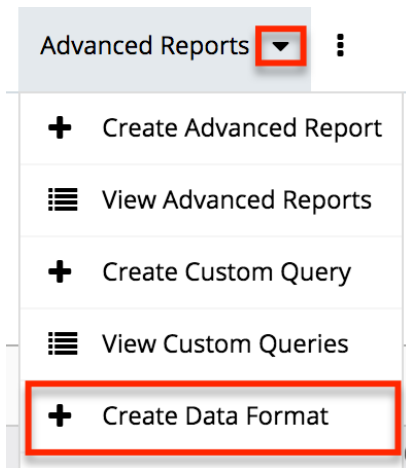 Advanced Reports
Create Advanced Report
View Advanced Reports
Create Custom Query
View Custom Queries
Create Data Format